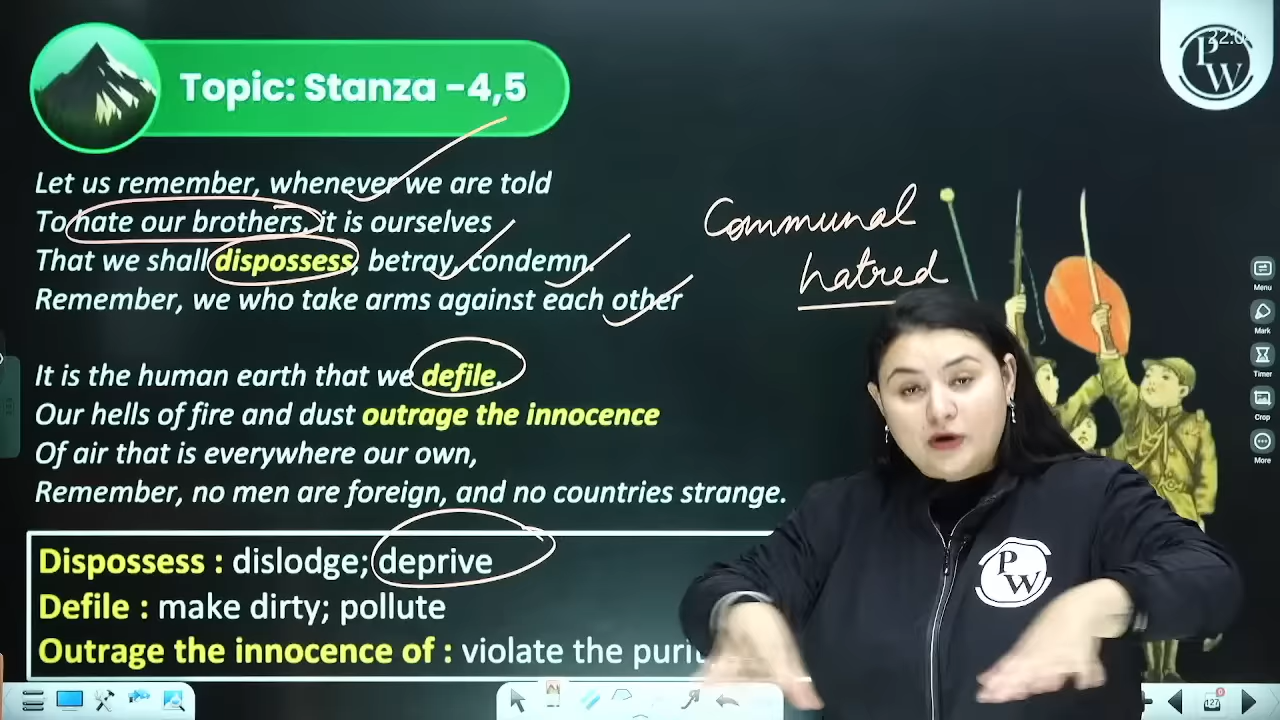 Topic: Stanza -4,5
PW
Let us remember, whenever we are told
To hate our brothers, it is ourselves
That we shall dispossess, betray, condemn.
Remember, we who take arms against each other
Communal
hatred
It is the human earth that we defile.
Our hells of fire and dust outrage the innocence
Of air that is everywhere our own,
Remember, no men are foreign, and no countries strange.
Dispossess : dislodge; deprive
Defile : make dirty; pollute
Outrage the innocence of : violate the purit
PW
Menu
Mark
Timer
Crop
More
127